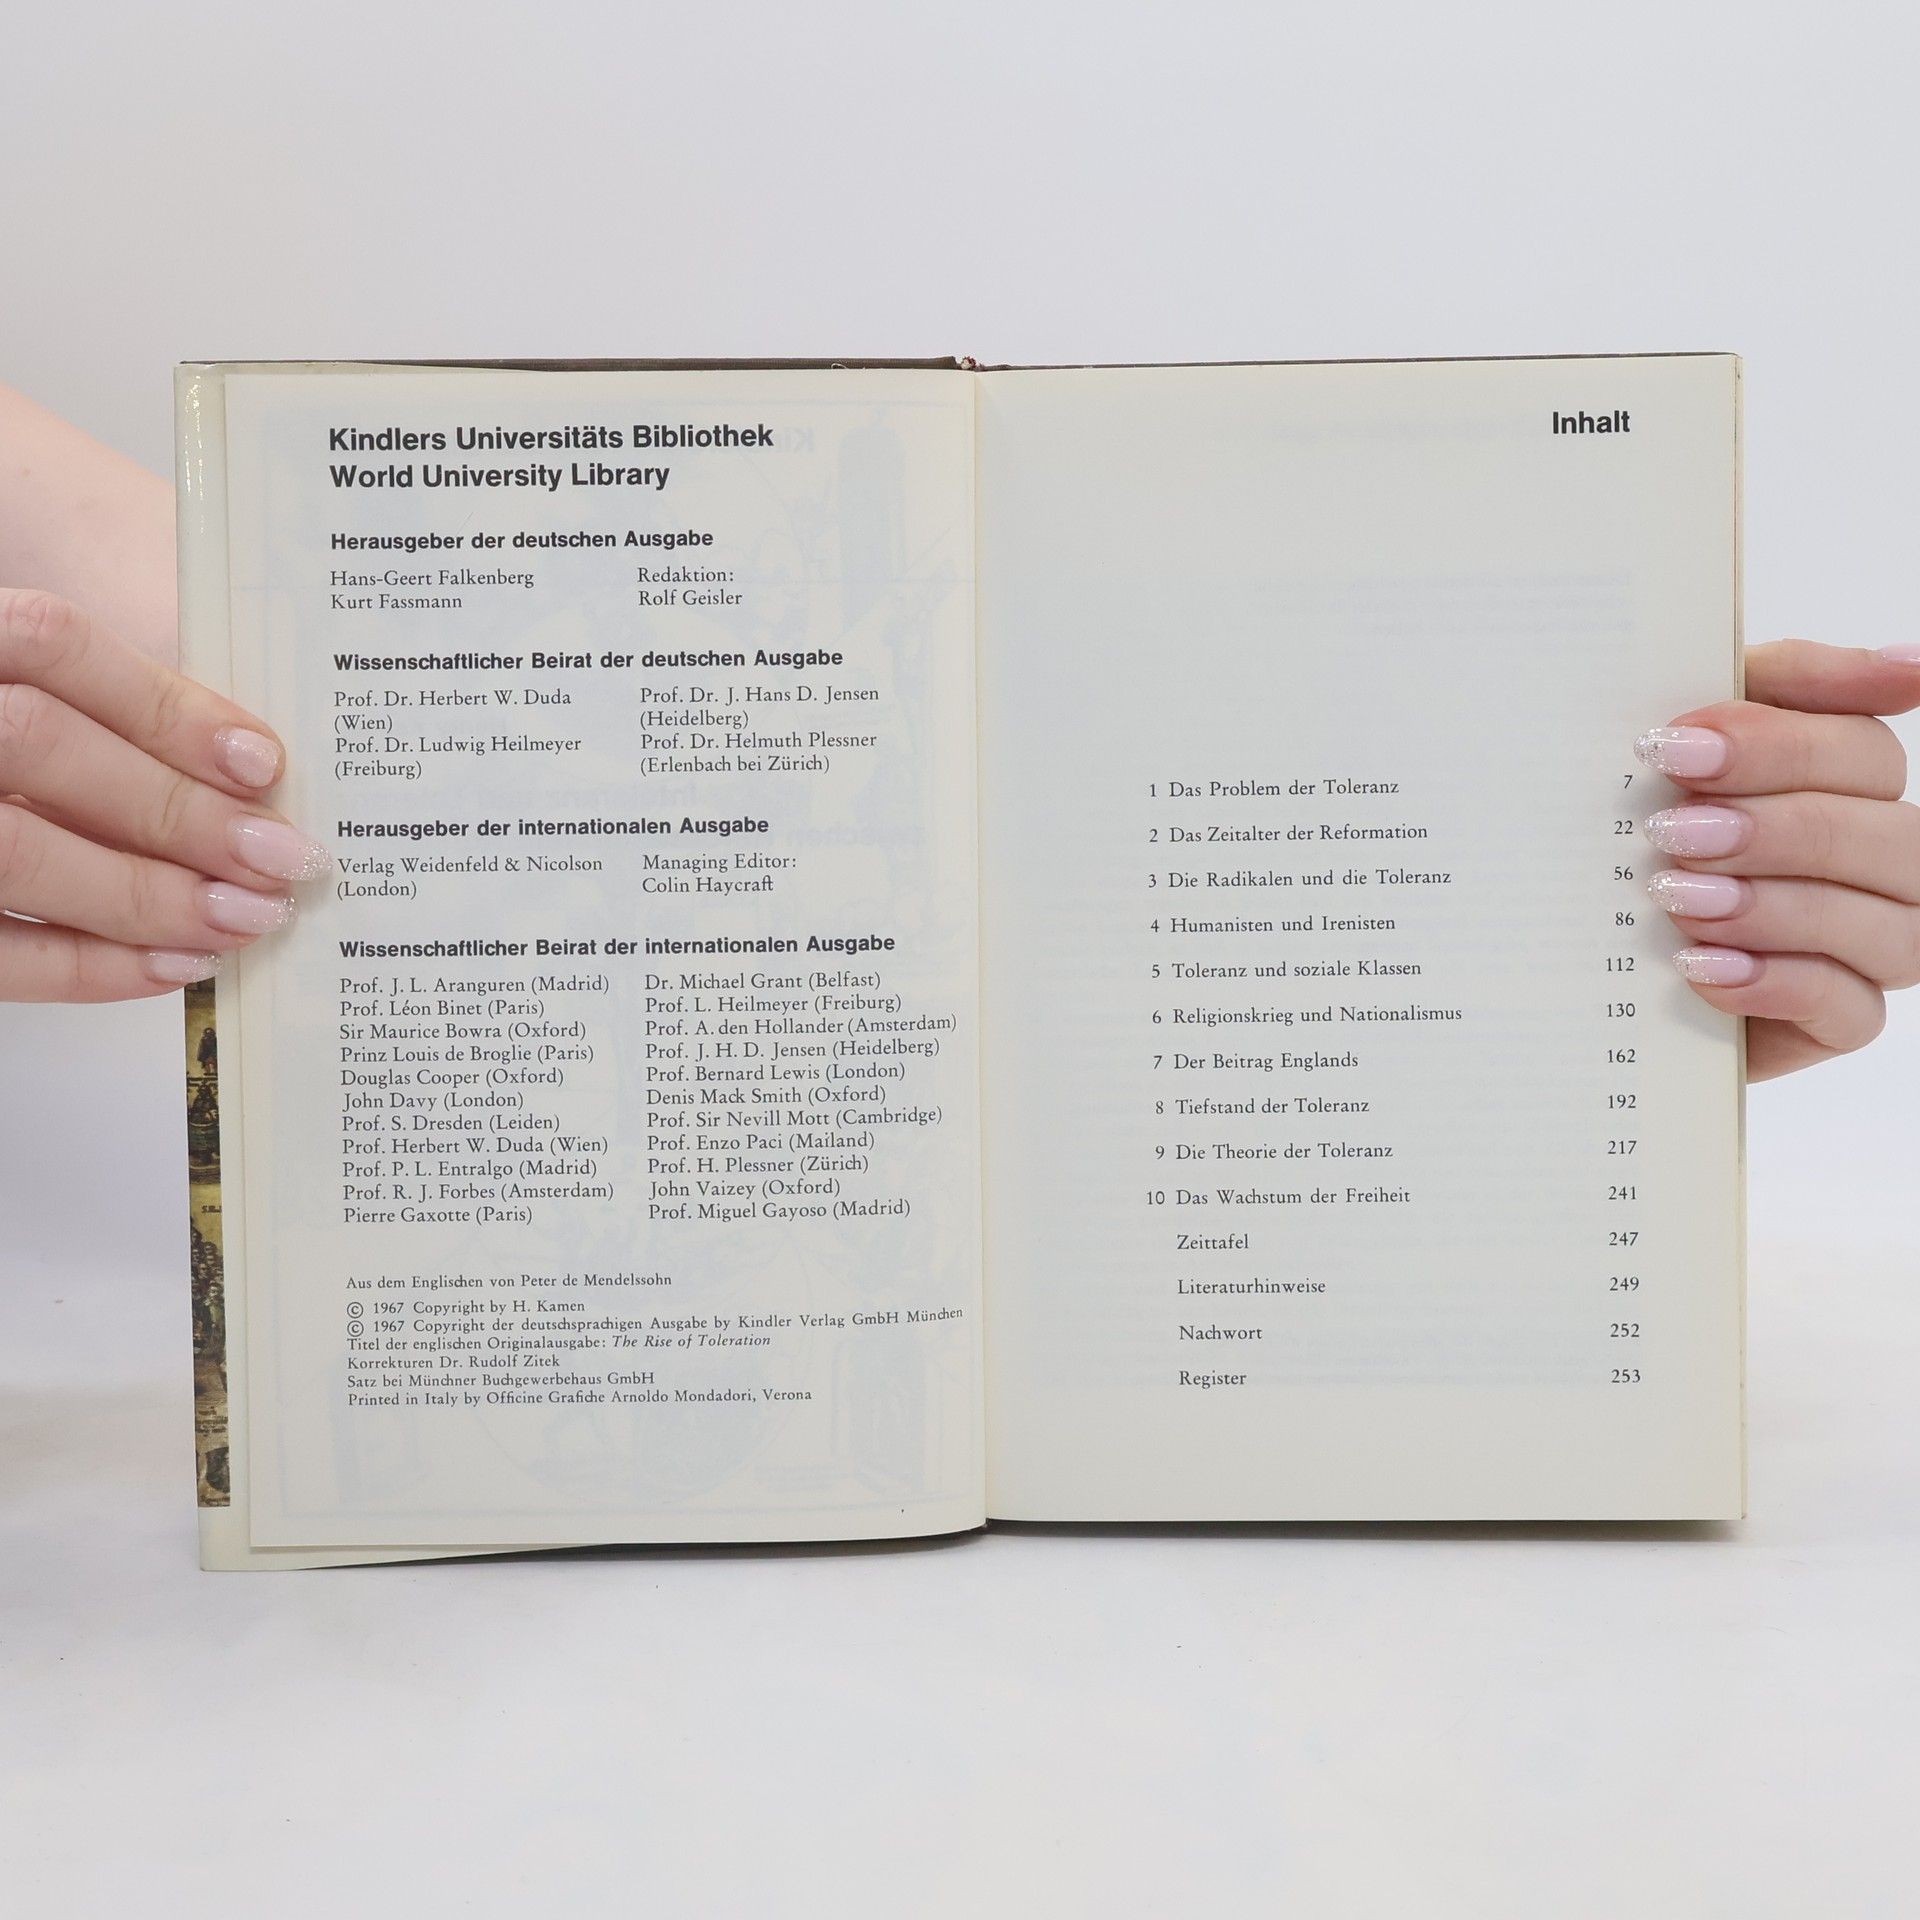 Kindlers Universitäts Bibliothek
World University Library
Herausgeber der deutschen Ausgabe
Hans-Geert Falkenberg
Kurt Fassmann
Redaktion:
Rolf Geisler
Wissenschaftlicher Beirat der deutschen Ausgabe
Prof. Dr. Herbert W. Duda
(Wien)
Prof. Dr. Ludwig Heilmeyer
(Freiburg)
Prof. Dr. J. Hans D. Jensen
(Heidelberg)
Prof. Dr. Helmuth Plessner
(Erlenbach bei Zürich)
Herausgeber der internationalen Ausgabe
Verlag Weidenfeld & Nicolson
(London)
Managing Editor:
Colin Haycraft
Wissenschaftlicher Beirat der internationalen Ausgabe
Prof. J. L. Aranguren (Madrid)
Prof. Léon Binet (Paris)
Sir Maurice Bowra (Oxford)
Prinz Louis de Broglie (Paris)
Douglas Cooper (Oxford)
John Davy (London)
Prof. S. Dresden (Leiden)
Prof. Herbert W. Duda (Wien)
Prof. P. L. Entralgo (Madrid)
Prof. R. J. Forbes (Amsterdam)
Pierre Gaxotte (Paris)
Dr. Michael Grant (Belfast)
Prof. L. Heilmeyer (Freiburg)
Prof. A. den Hollander (Amsterdam)
Prof. J. H. D. Jensen (Heidelberg)
Prof. Bernard Lewis (London)
Denis Mack Smith (Oxford)
Prof. Sir Nevill Mott (Cambridge)
Prof. Enzo Paci (Mailand)
Prof. H. Plessner (Zürich)
John Vaizey (Oxford)
Prof. Miguel Gayoso (Madrid)
Aus dem Englischen von Peter de Mendelssohn
© 1967 Copyright by H. Kamen
© 1967 Copyright der deutschsprachigen Ausgabe by Kindler Verlag GmbH München
Titel der englischen Originalausgabe: The Rise of Toleration
Korrekturen Dr. Rudolf Zitek
Satz bei Münchner Buchgewerbehaus GmbH
Printed in Italy by Officine Grafiche Arnoldo Mondadori, Verona
Inhalt
1 Das Problem der Toleranz 7
2 Das Zeitalter der Reformation 22
3 Die Radikalen und die Toleranz 56
4 Humanisten und Irenisten 86
5 Toleranz und soziale Klassen 112
6 Religionskrieg und Nationalismus 130
7 Der Beitrag Englands 162
8 Tiefstand der Toleranz 192
9 Die Theorie der Toleranz 217
10 Das Wachstum der Freiheit 241
Zeittafel 247
Literaturhinweise 249
Nachwort 252
Register 253